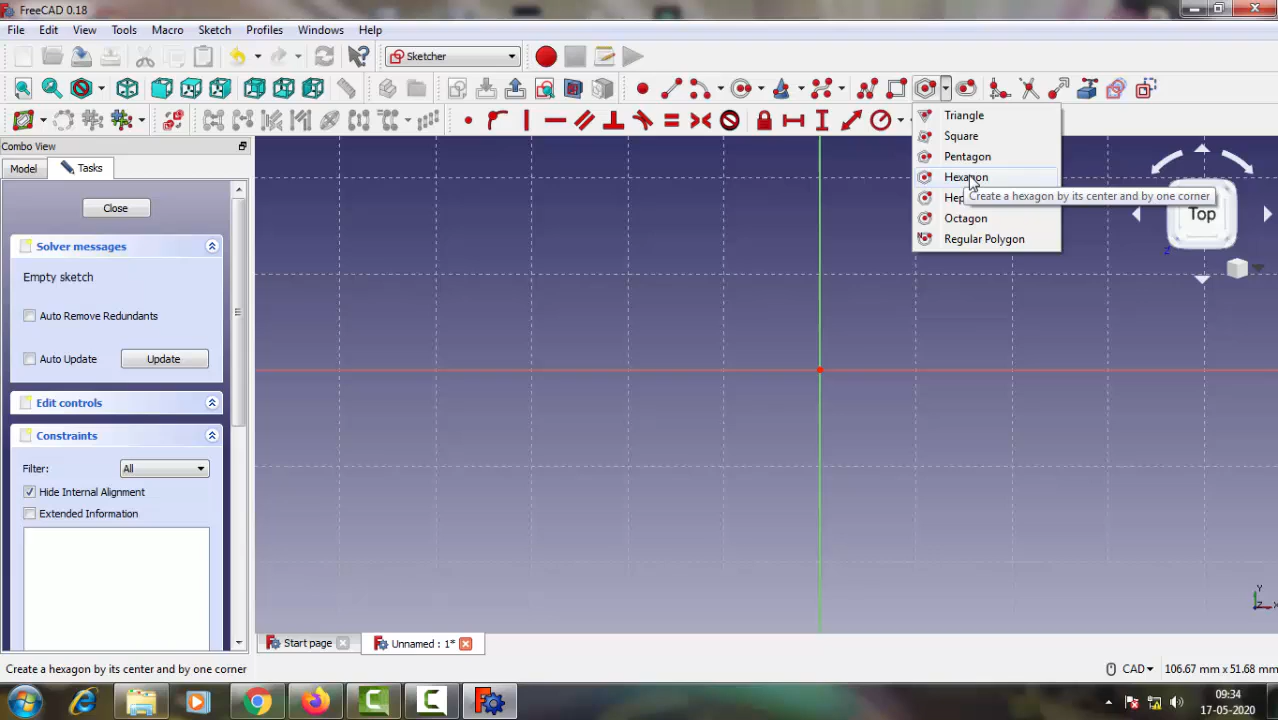 FreeCAD 0.18
File Edit View Tools Macro Sketch Profiles Windows Help
Sketcher
Combo View
Model Tasks
Close
Solver messages
Empty sketch
Auto Remove Redundants
Auto Update Update
Edit controls
Constraints
Filter: All
Hide Internal Alignment
Extended Information
Triangle
Square
Pentagon
Hexagon
Create a hexagon by its center and by one corner
Octagon
Regular Polygon
Top
Z
Y
Z X
Start page Unnamed : 1*
Create a hexagon by its center and by one corner CAD 106.67 mm x 51.68 mm
09:34
17-05-2020